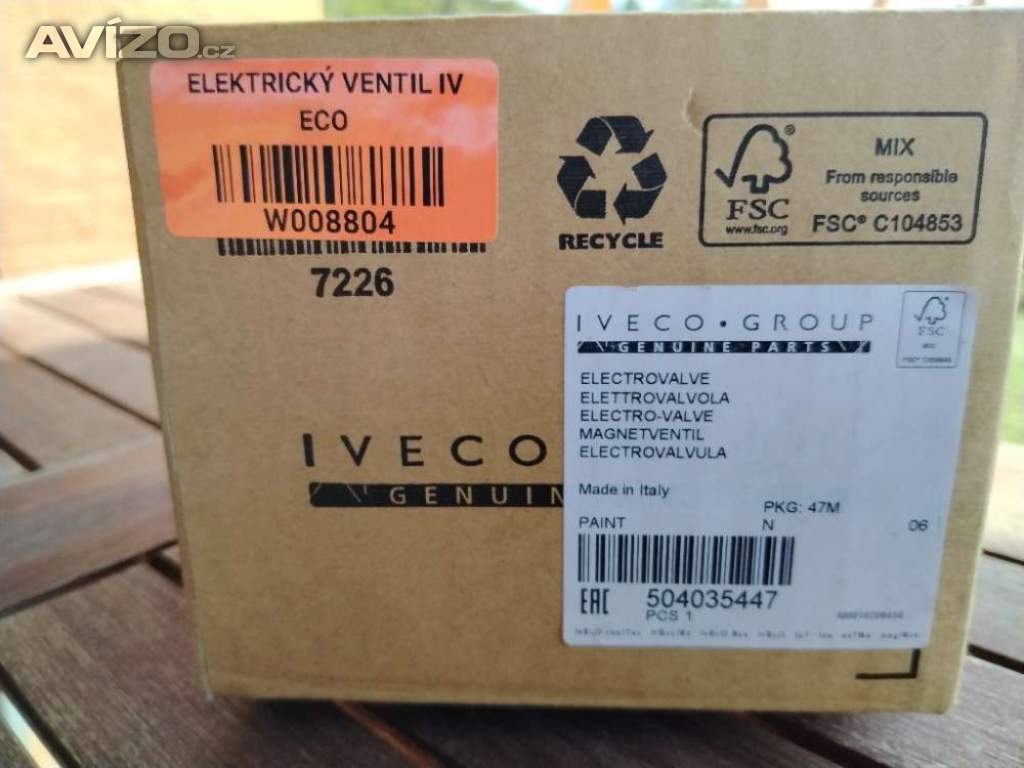 AVÍZO.cz
ELEKTRICKÝ VENTIL IV
ECO
W008804
7226
RECYCLE
FSC®
www.fsc.org
MIX
From responsible
sources
FSC® C104853
IVECO
GENUIN
IVECO • GROUP
GENUINE PARTS
FSC
MIX
ELECTROVALVE
ELETTROVALVOLA
ELECTRO-VALVE
MAGNETVENTIL
ELECTROVALVULA
Made in Italy
PKG: 47M
PAINT N 06
EAC 504035447
PCS 1